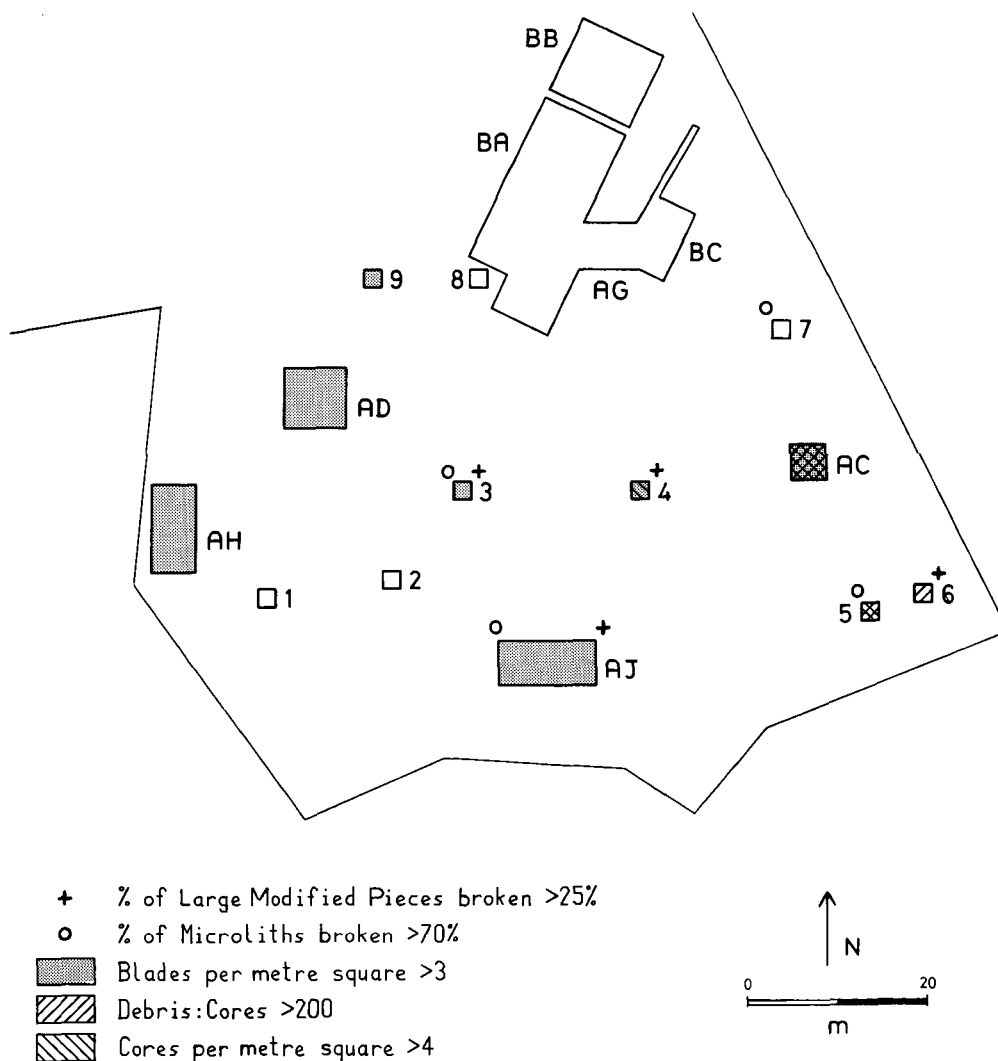 BB
BA
BC
AG
9
8
7
AD
AC
3
4
AH
1
2
5
6
AJ
+ % of Large Modified Pieces broken >25%
o % of Microliths broken >70%
Blades per metre square >3
Debris:Cores >200
Cores per metre square >4
N
0 20
m